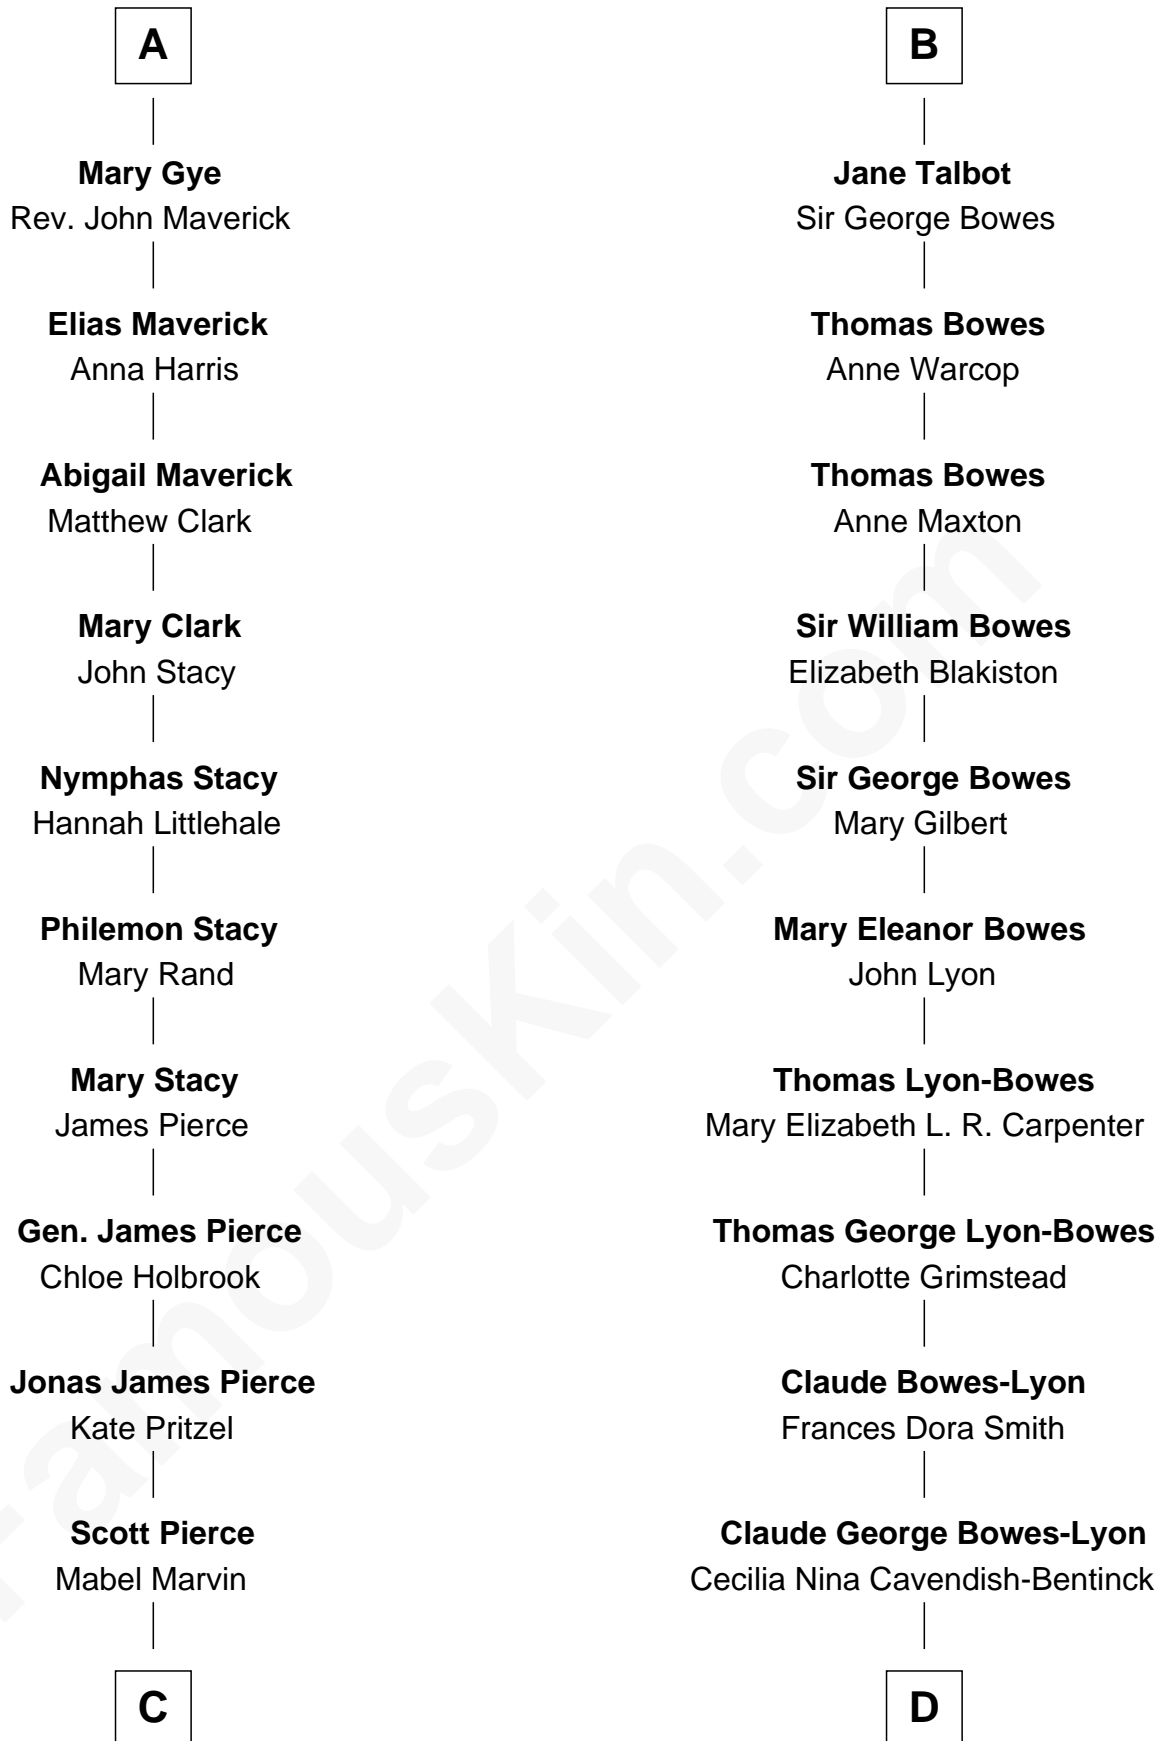 A
Mary Gye
Rev. John Maverick
Elias Maverick
Anna Harris
Abigail Maverick
Matthew Clark
Mary Clark
John Stacy
Nymphas Stacy
Hannah Littlehale
Philemon Stacy
Mary Rand
Mary Stacy
James Pierce
Gen. James Pierce
Chloe Holbrook
Jonas James Pierce
Kate Pritzel
Scott Pierce
Mabel Marvin
C
B
Jane Talbot
Sir George Bowes
Thomas Bowes
Anne Warcop
Thomas Bowes
Anne Maxton
Sir William Bowes
Elizabeth Blakiston
Sir George Bowes
Mary Gilbert
Mary Eleanor Bowes
John Lyon
Thomas Lyon-Bowes
Mary Elizabeth L. R. Carpenter
Thomas George Lyon-Bowes
Charlotte Grimstead
Claude Bowes-Lyon
Frances Dora Smith
Claude George Bowes-Lyon
Cecilia Nina Cavendish-Bentinck
D
FamousKin.com